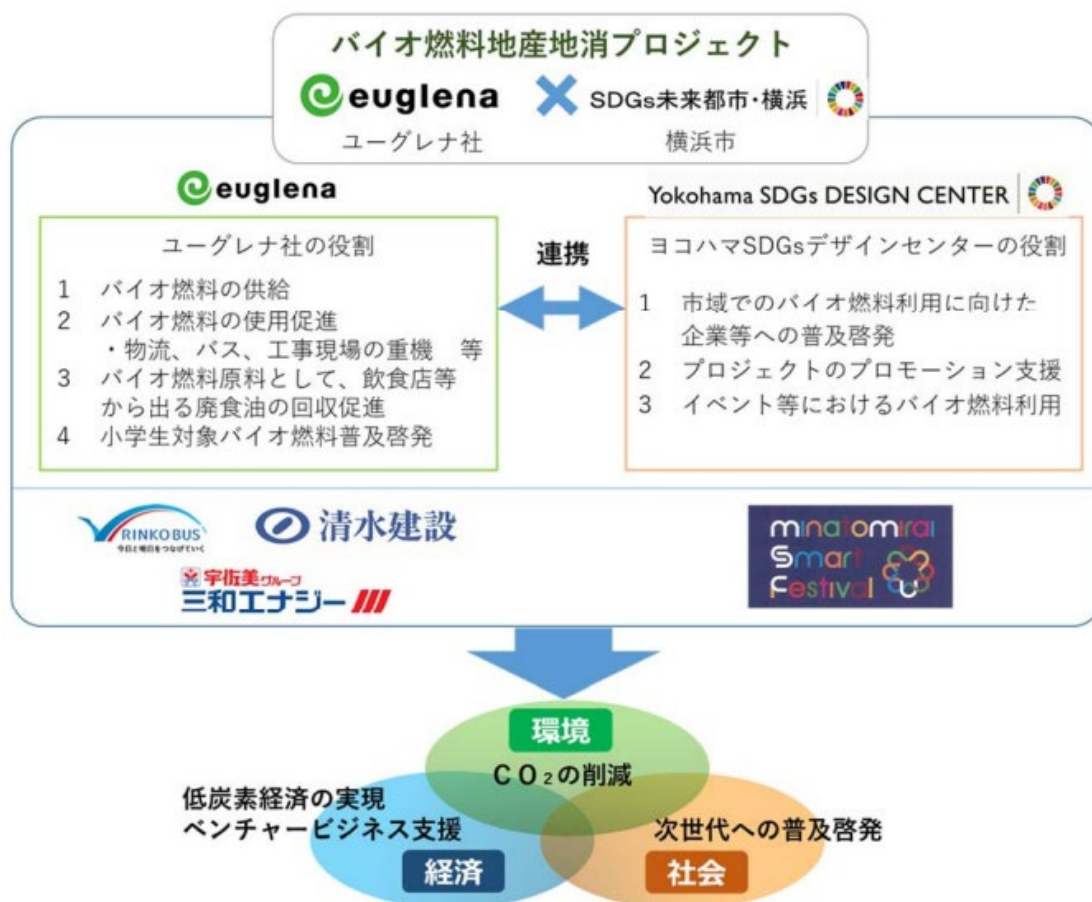 バイオ燃料地産地消プロジェクト
euglena
SDGs未来都市・横浜
ユーグレナ社
横浜市
euglena
ユーグレナ社の役割
1 バイオ燃料の供給
2 バイオ燃料の使用促進
・物流、バス、工事現場の重機 等
3 バイオ燃料原料として、飲食店等
から出る廃食油の回収促進
4 小学生対象バイオ燃料普及啓発
連携
Yokohama SDGs DESIGN CENTER
ヨコハマSDGsデザインセンターの役割
1 市域でのバイオ燃料利用に向けた
企業等への普及啓発
2 プロジェクトのプロモーション支援
3 イベント等におけるバイオ燃料利用
RINKO BUS
今日と明日をつなげていく
清水建設
宇佐美グループ
三和エナジー
minatomirai
Smart
Festival
環境
CO₂の削減
低炭素経済の実現
ベンチャービジネス支援
経済
次世代への普及啓発
社会